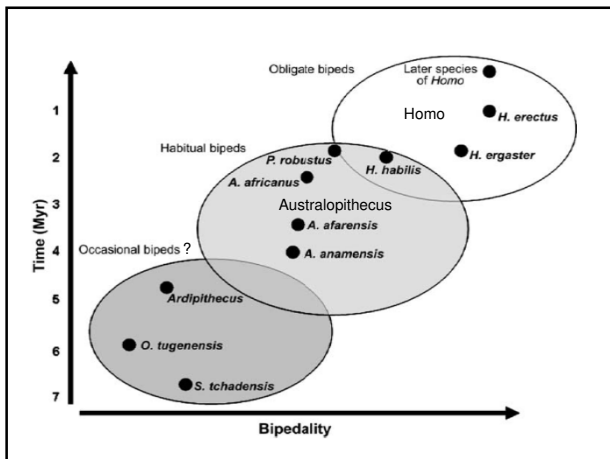 Obligate bipeds
Later species
of Homo
1
Homo
H. erectus
Habitual bipeds
H. ergaster
2
P. robustus
H. habilis
A. africanus
3
Australopithecus
A. afarensis
Occasional bipeds ?
4
A. anamensis
Ardipithecus
5
O. tugenensis
6
S. tchadensis
7
Time (Myr)
Bipedality